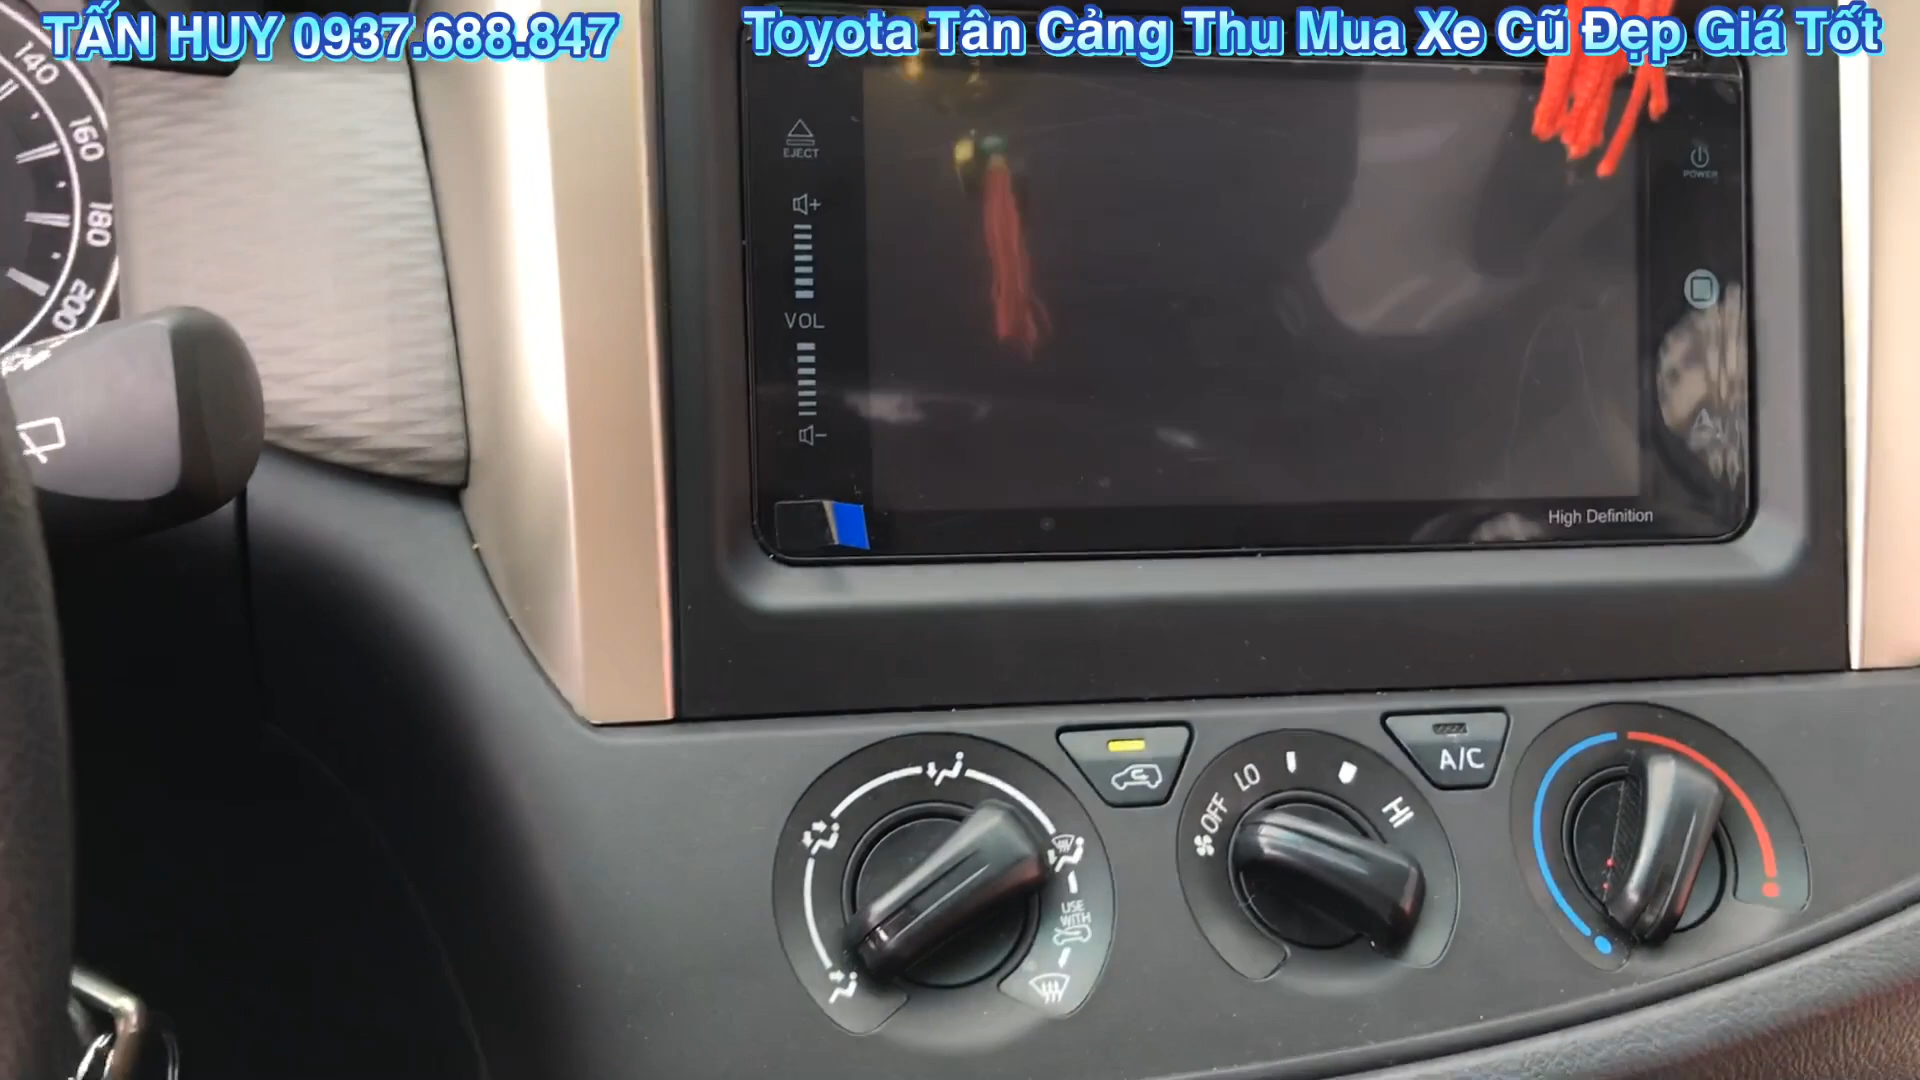 TẤN HUY 0937.688.847
Toyota Tân Cảng Thu Mua Xe Cũ Đẹp Giá Tốt
140
160
180
200
EJECT
POWER
VOL
High Definition
A/C
LO
HI
OFF
USE
WITH